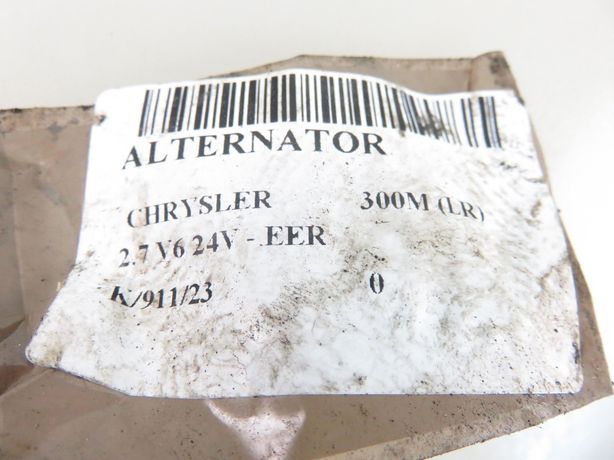 ALTERNATOR
CHRYSLER 300M (LR)
2.7 V6 24V - EER
K/911/23 0